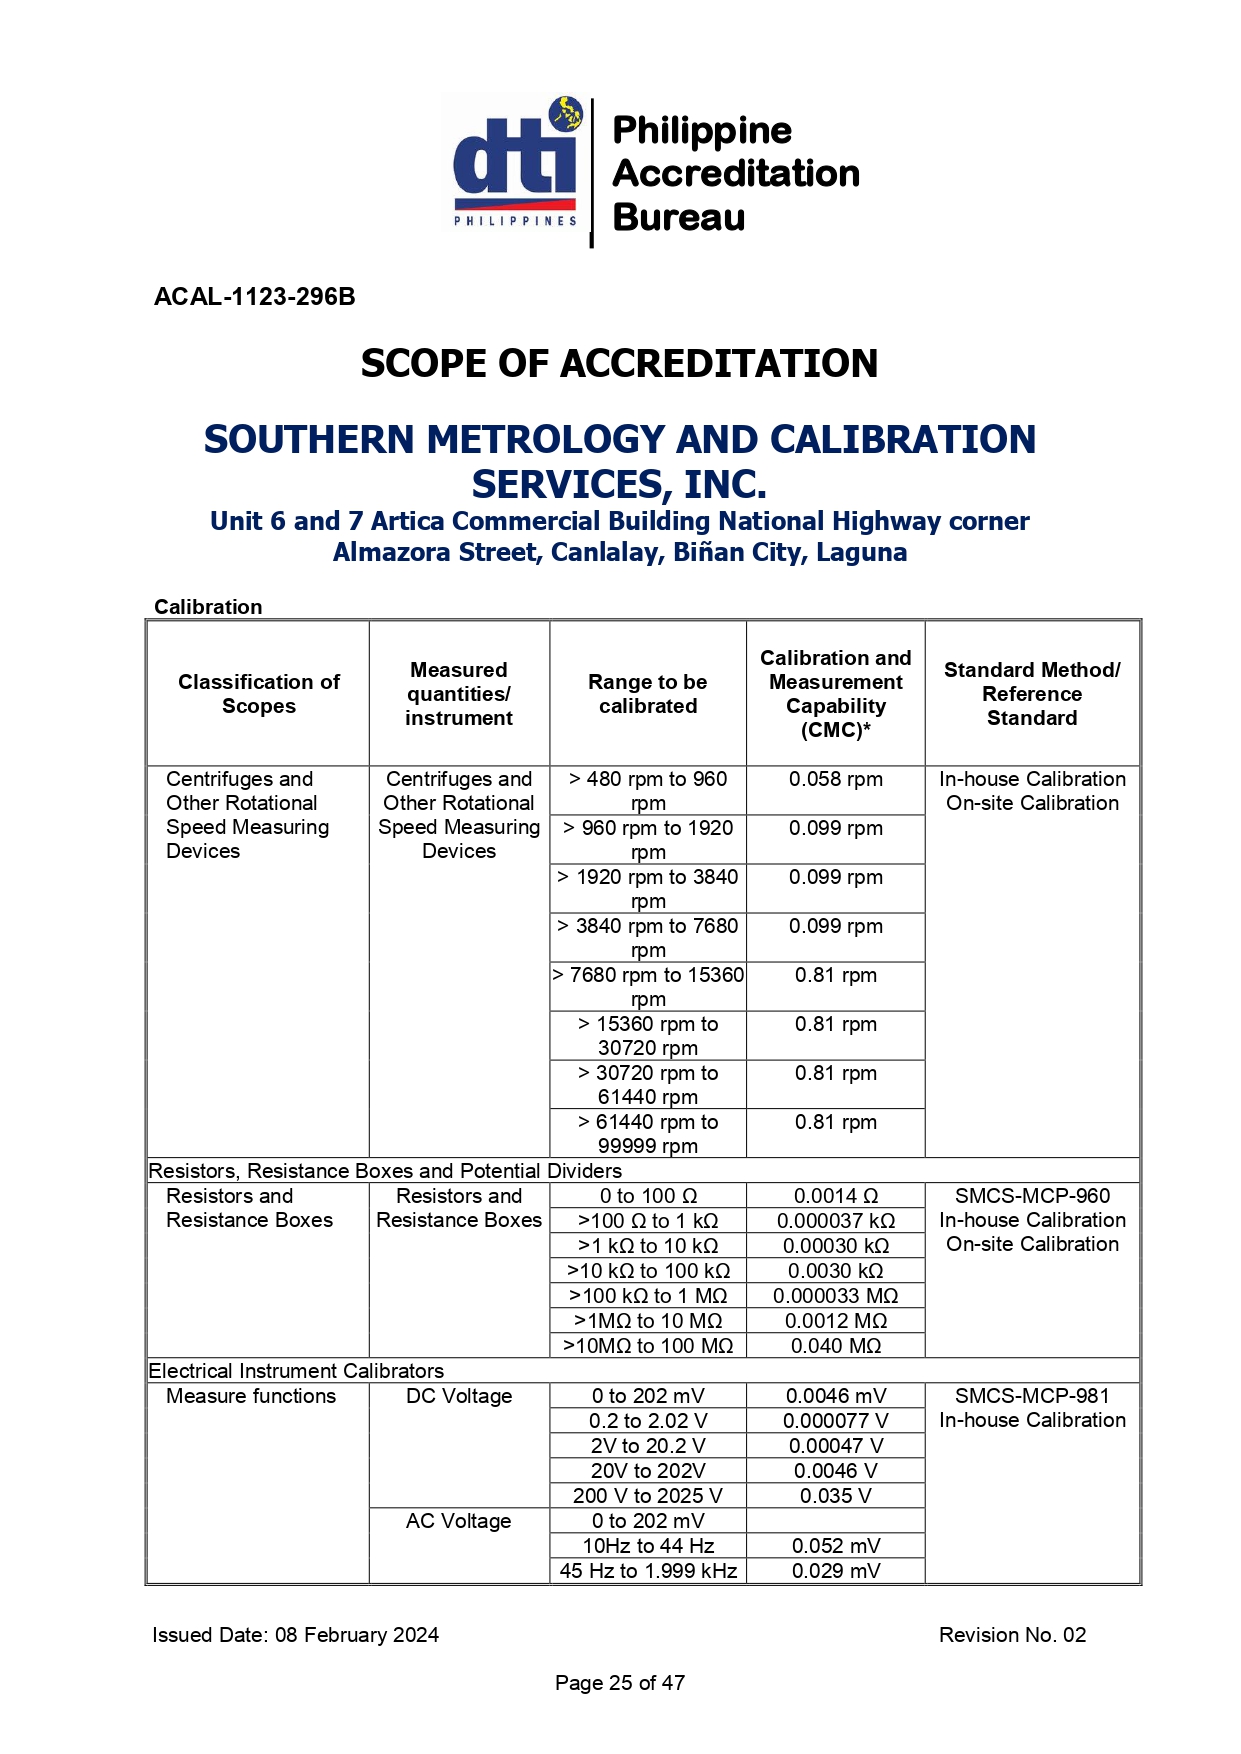 dti
PHILIPPINES
Philippine
Accreditation
Bureau
ACAL-1123-296B
SCOPE OF ACCREDITATION
SOUTHERN METROLOGY AND CALIBRATION
SERVICES, INC.
Unit 6 and 7 Artica Commercial Building National Highway corner
Almazora Street, Canlalay, Biñan City, Laguna
Calibration
Classification of
Scopes
Measured
quantities/
instrument
Range to be
calibrated
Calibration and
Measurement
Capability
(CMC)*
Standard Method/
Reference
Standard
Centrifuges and
Other Rotational
Speed Measuring
Devices
Centrifuges and
Other Rotational
Speed Measuring
Devices
> 480 rpm to 960
rpm
0.058 rpm
In-house Calibration
On-site Calibration
> 960 rpm to 1920
rpm
0.099 rpm
> 1920 rpm to 3840
rpm
0.099 rpm
> 3840 rpm to 7680
rpm
0.099 rpm
> 7680 rpm to 15360
rpm
0.81 rpm
> 15360 rpm to
30720 rpm
0.81 rpm
> 30720 rpm to
61440 rpm
0.81 rpm
> 61440 rpm to
99999 rpm
0.81 rpm
Resistors, Resistance Boxes and Potential Dividers
Resistors and
Resistance Boxes
Resistors and
Resistance Boxes
0 to 100 Ω
0.0014 Ω
SMCS-MCP-960
In-house Calibration
On-site Calibration
>100 Ω to 1 kΩ
0.000037 kΩ
>1 kΩ to 10 kΩ
0.00030 kΩ
>10 kΩ to 100 kΩ
0.0030 kΩ
>100 kΩ to 1 MΩ
0.000033 MΩ
>1MΩ to 10 MΩ
0.0012 MΩ
>10MΩ to 100 MΩ
0.040 MΩ
Electrical Instrument Calibrators
Measure functions
DC Voltage
0 to 202 mV
0.0046 mV
SMCS-MCP-981
In-house Calibration
0.2 to 2.02 V
0.000077 V
2V to 20.2 V
0.00047 V
20V to 202V
0.0046 V
200 V to 2025 V
0.035 V
AC Voltage
0 to 202 mV
10Hz to 44 Hz
0.052 mV
45 Hz to 1.999 kHz
0.029 mV
Issued Date: 08 February 2024
Revision No. 02
Page 25 of 47